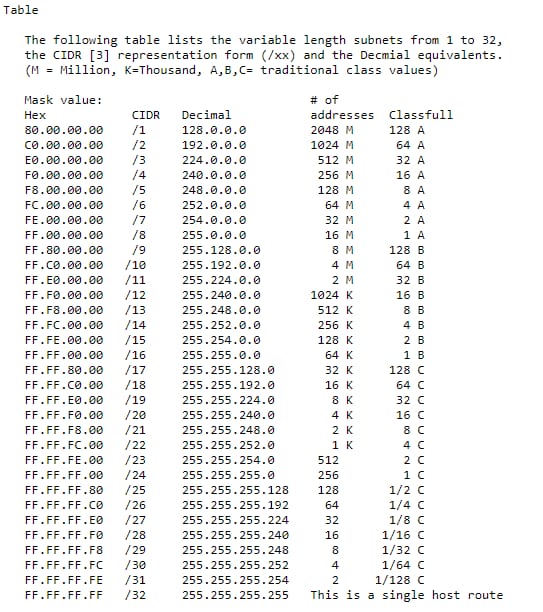 Table
The following table lists the variable length subnets from 1 to 32,
the CIDR [3] representation form (/xx) and the Decmial equivalents.
(M = Million, K=Thousand, A,B,C= traditional class values)
Mask value: # of
Hex CIDR Decimal addresses Classfull
80.00.00.00 /1 128.0.0.0 2048 M 128 A
C0.00.00.00 /2 192.0.0.0 1024 M 64 A
E0.00.00.00 /3 224.0.0.0 512 M 32 A
F0.00.00.00 /4 240.0.0.0 256 M 16 A
F8.00.00.00 /5 248.0.0.0 128 M 8 A
FC.00.00.00 /6 252.0.0.0 64 M 4 A
FE.00.00.00 /7 254.0.0.0 32 M 2 A
FF.00.00.00 /8 255.0.0.0 16 M 1 A
FF.80.00.00 /9 255.128.0.0 8 M 128 B
FF.C0.00.00 /10 255.192.0.0 4 M 64 B
FF.E0.00.00 /11 255.224.0.0 2 M 32 B
FF.F0.00.00 /12 255.240.0.0 1024 K 16 B
FF.F8.00.00 /13 255.248.0.0 512 K 8 B
FF.FC.00.00 /14 255.252.0.0 256 K 4 B
FF.FE.00.00 /15 255.254.0.0 128 K 2 B
FF.FF.00.00 /16 255.255.0.0 64 K 1 B
FF.FF.80.00 /17 255.255.128.0 32 K 128 C
FF.FF.C0.00 /18 255.255.192.0 16 K 64 C
FF.FF.E0.00 /19 255.255.224.0 8 K 32 C
FF.FF.F0.00 /20 255.255.240.0 4 K 16 C
FF.FF.F8.00 /21 255.255.248.0 2 K 8 C
FF.FF.FC.00 /22 255.255.252.0 1 K 4 C
FF.FF.FE.00 /23 255.255.254.0 512 2 C
FF.FF.FF.00 /24 255.255.255.0 256 1 C
FF.FF.FF.80 /25 255.255.255.128 128 1/2 C
FF.FF.FF.C0 /26 255.255.255.192 64 1/4 C
FF.FF.FF.E0 /27 255.255.255.224 32 1/8 C
FF.FF.FF.F0 /28 255.255.255.240 16 1/16 C
FF.FF.FF.F8 /29 255.255.255.248 8 1/32 C
FF.FF.FF.FC /30 255.255.255.252 4 1/64 C
FF.FF.FF.FE /31 255.255.255.254 2 1/128 C
FF.FF.FF.FF /32 255.255.255.255 This is a single host route